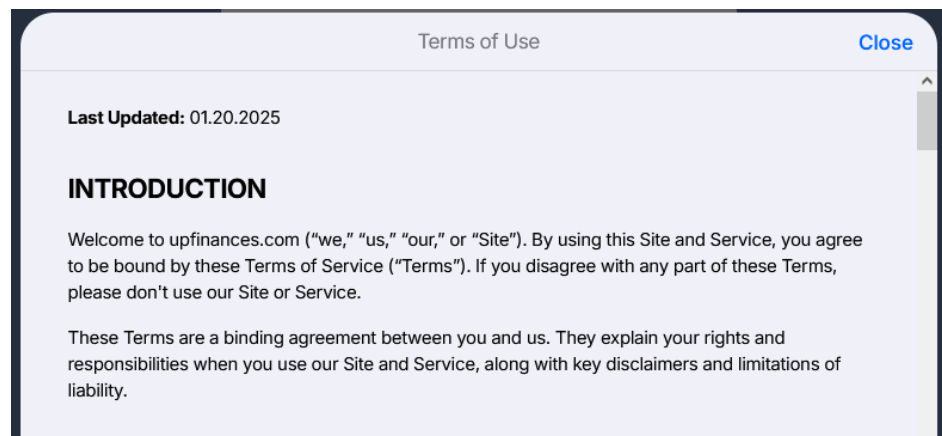 Terms of Use
Close
Last Updated: 01.20.2025
INTRODUCTION
Welcome to upfinances.com (“we,” “us,” “our,” or “Site”). By using this Site and Service, you agree
to be bound by these Terms of Service (“Terms”). If you disagree with any part of these Terms,
please don't use our Site or Service.
These Terms are a binding agreement between you and us. They explain your rights and
responsibilities when you use our Site and Service, along with key disclaimers and limitations of
liability.